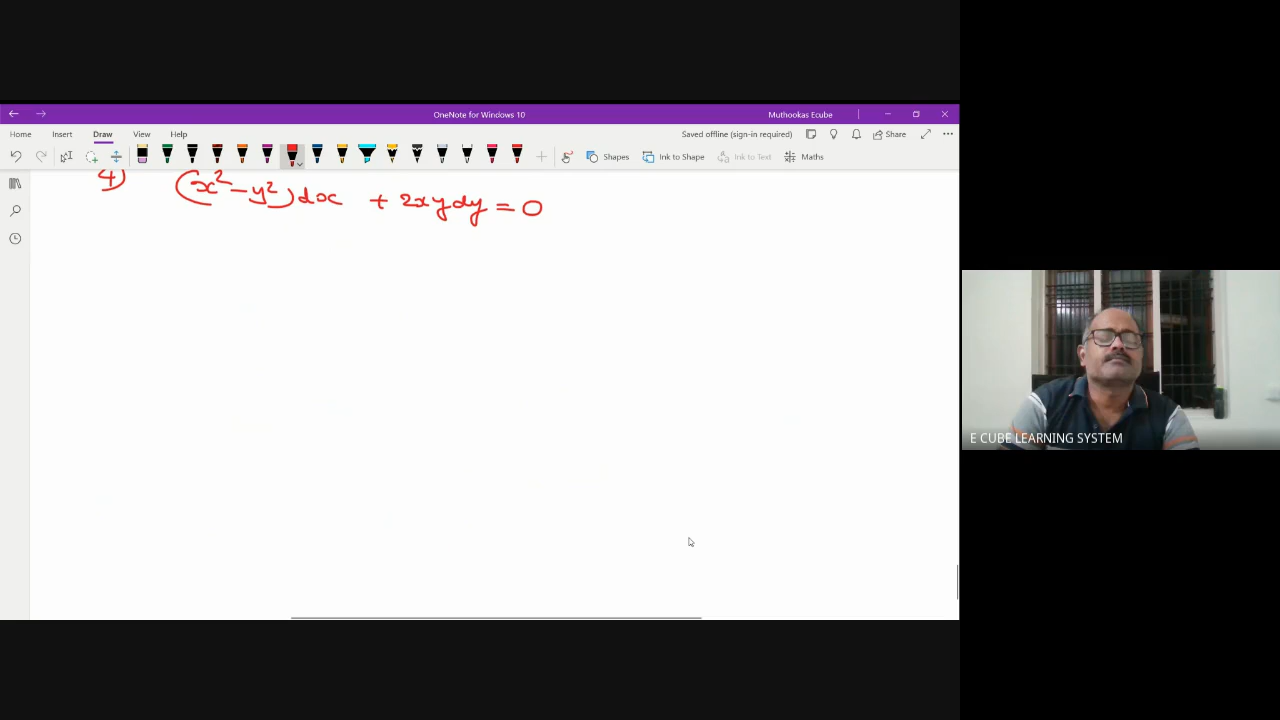 OneNote for Windows 10
Muthookas Ecube
Home Insert Draw View Help
Saved offline (sign-in required) Share
Shapes Ink to Shape Ink to Text Maths
4) (x²-y²)dx + 2xydy = 0
E CUBE LEARNING SYSTEM